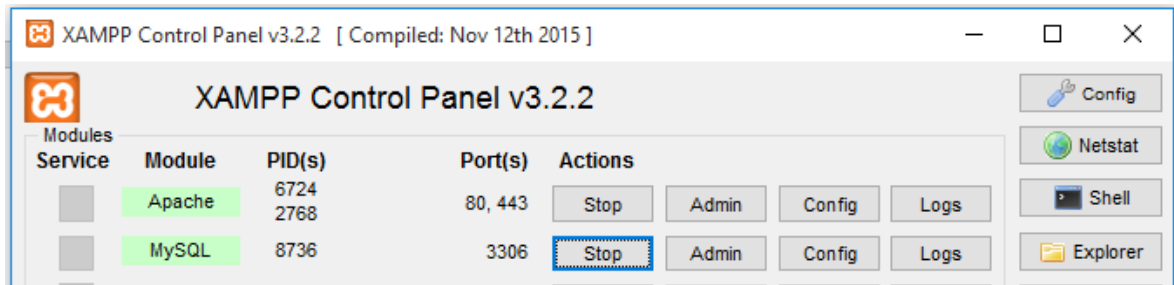 XAMPP Control Panel v3.2.2 [ Compiled: Nov 12th 2015 ]
XAMPP Control Panel v3.2.2
Config
Modules
Netstat
Service Module PID(s) Port(s) Actions
Apache 6724 2768 80, 443 Stop Admin Config Logs
Shell
MySQL 8736 3306 Stop Admin Config Logs
Explorer